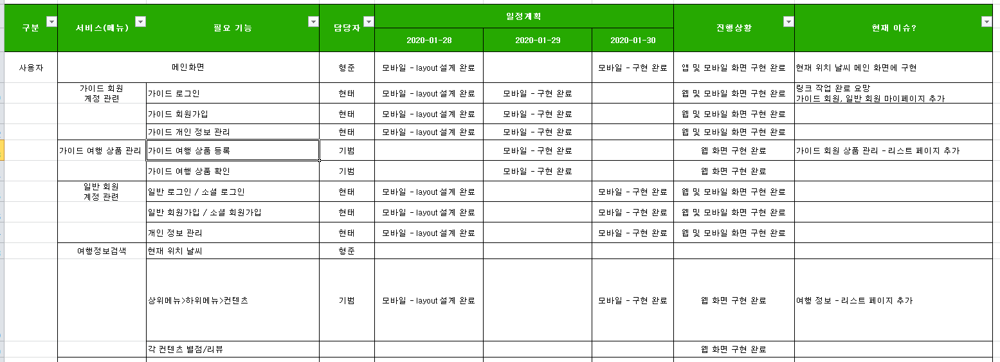 구분 서비스(메뉴) 필요 기능 담당자 일정계획 진행상황 현재 이슈?
2020-01-28 2020-01-29 2020-01-30
사용자 메인화면 형준 모바일 - layout 설계 완료 모바일 - 구현 완료 앱 및 모바일 화면 구현 완료 현재 위치 날씨 메인 화면에 구현
가이드 회원
계정 관련 가이드 로그인 현태 모바일 - layout 설계 완료 모바일 - 구현 완료 웹 및 모바일 화면 구현 완료 링크 작업 완료 요망
가이드 회원, 일반 회원 마이페이지 추가
가이드 회원가입 현태 모바일 - layout 설계 완료 모바일 - 구현 완료 웹 및 모바일 화면 구현 완료
가이드 개인 정보 관리 현태 모바일 - layout 설계 완료 모바일 - 구현 완료 웹 및 모바일 화면 구현 완료
가이드 여행 상품 관리 가이드 여행 상품 등록 기범 모바일 - 구현 완료 웹 화면 구현 완료 가이드 회원 상품 관리 - 리스트 페이지 추가
가이드 여행 상품 확인 기범 모바일 - 구현 완료 웹 화면 구현 완료
일반 회원
계정 관련 일반 로그인 / 소셜 로그인 현태 모바일 - layout 설계 완료 모바일 - 구현 완료 웹 및 모바일 화면 구현 완료
일반 회원가입 / 소셜 회원가입 현태 모바일 - layout 설계 완료 모바일 - 구현 완료 웹 및 모바일 화면 구현 완료
개인 정보 관리 현태 모바일 - layout 설계 완료 모바일 - 구현 완료 웹 및 모바일 화면 구현 완료
여행정보검색 현재 위치 날씨 형준
상위메뉴>하위메뉴>컨텐츠 기범 모바일 - layout 설계 완료 모바일 - 구현 완료 웹 화면 구현 완료 여행 정보 - 리스트 페이지 추가
각 컨텐츠 별점/리뷰 웹 화면 구현 완료